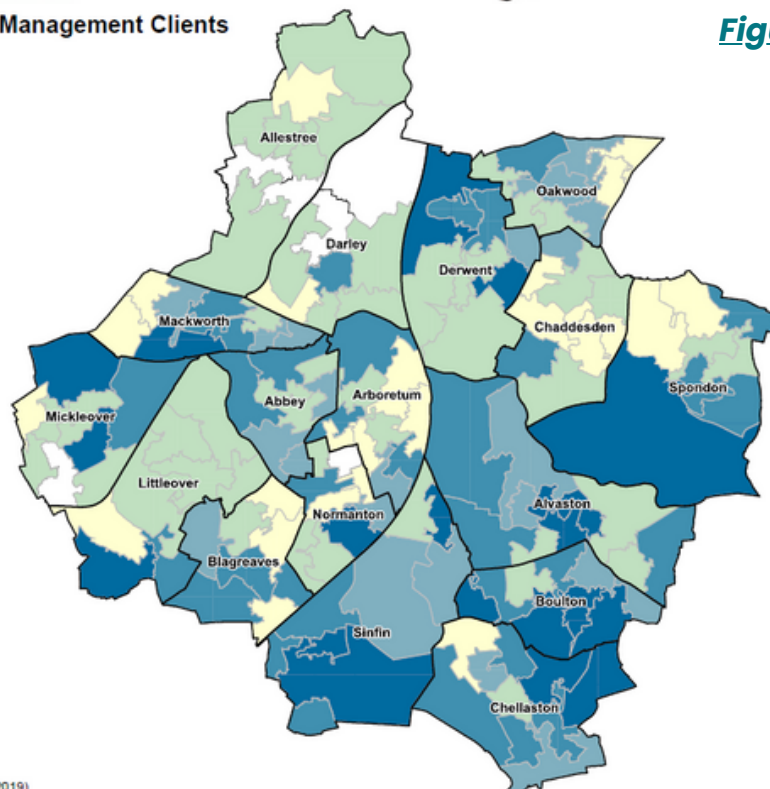 Management Clients
Allestree
Oakwood
Darley
Derwent
Mackworth
Chaddesden
Spondon
Mickleover
Abbey
Arboretum
Littleover
Alvaston
Normanton
Blagreaves
Boulton
Sinfin
Chellaston